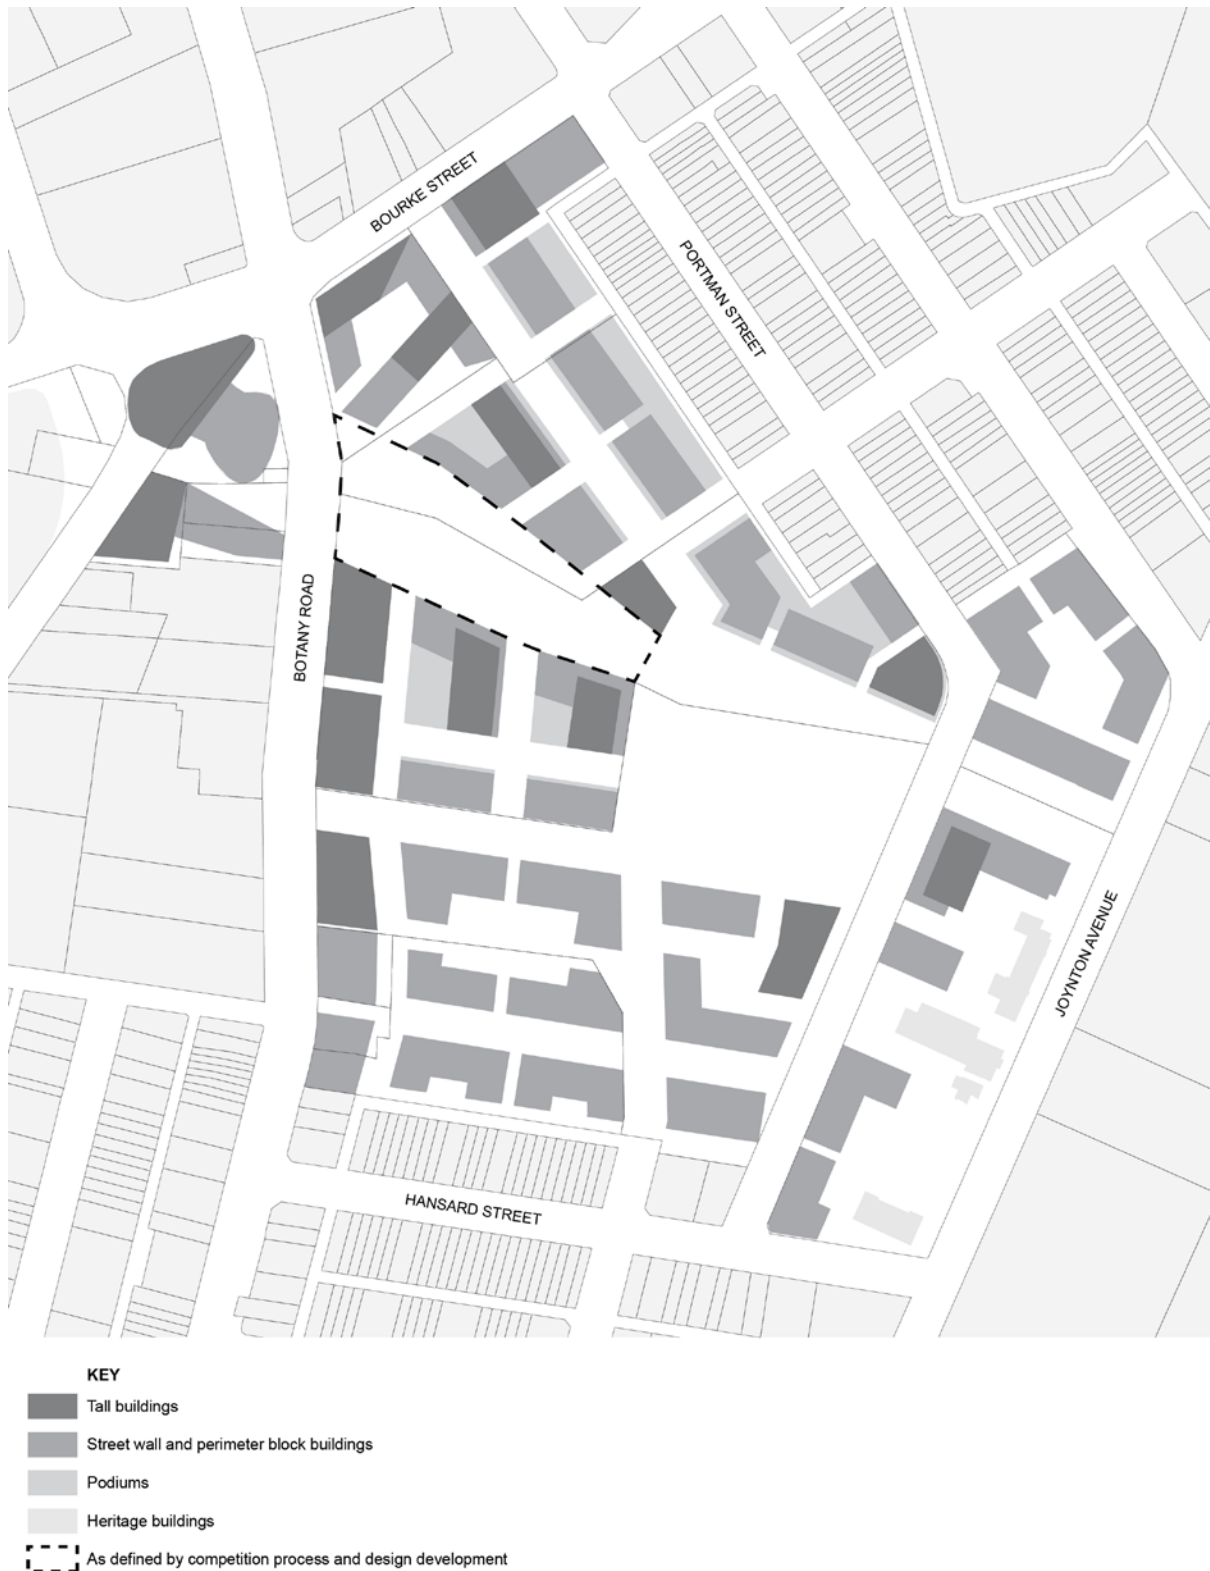 BOURKE STREET
PORTMAN STREET
BOTANY ROAD
JOYNTON AVENUE
HANSARD STREET
KEY
Tall buildings
Street wall and perimeter block buildings
Podiums
Heritage buildings
As defined by competition process and design development